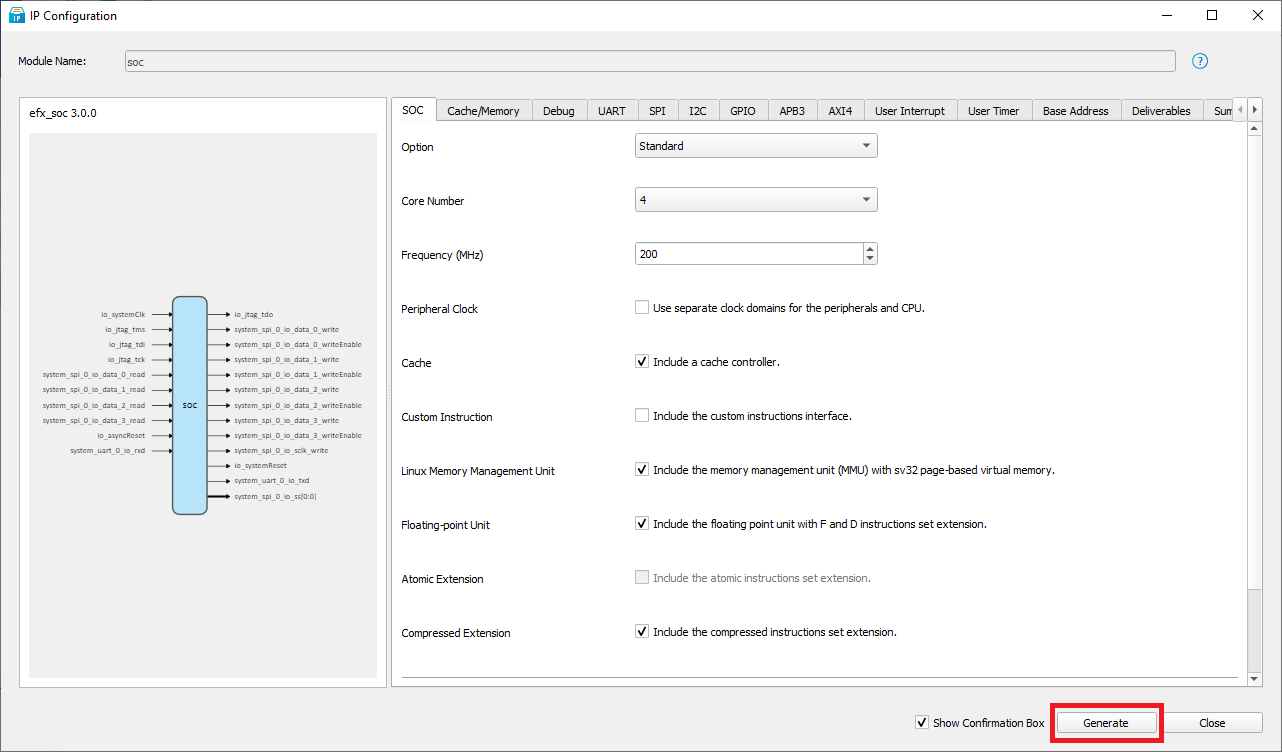 IP Configuration
Module Name:
soc
?
efx_soc 3.0.0
io_systemClk
io_jtag_tms
io_jtag_tdi
io_jtag_tck
system_spi_0_io_data_0_read
system_spi_0_io_data_1_read
system_spi_0_io_data_2_read
system_spi_0_io_data_3_read
io_asyncReset
system_uart_0_io_rxd
soc
io_jtag_tdo
system_spi_0_io_data_0_write
system_spi_0_io_data_0_writeEnable
system_spi_0_io_data_1_write
system_spi_0_io_data_1_writeEnable
system_spi_0_io_data_2_write
system_spi_0_io_data_2_writeEnable
system_spi_0_io_data_3_write
system_spi_0_io_data_3_writeEnable
system_spi_0_io_sclk_write
io_systemReset
system_uart_0_io_txd
system_spi_0_io_ss[0:0]
SOC Cache/Memory Debug UART SPI I2C GPIO APB3 AXI4 User Interrupt User Timer Base Address Deliverables Sum
Option Standard
Core Number 4
Frequency (MHz) 200
Peripheral Clock Use separate clock domains for the peripherals and CPU.
Cache Include a cache controller.
Custom Instruction Include the custom instructions interface.
Linux Memory Management Unit Include the memory management unit (MMU) with sv32 page-based virtual memory.
Floating-point Unit Include the floating point unit with F and D instructions set extension.
Atomic Extension Include the atomic instructions set extension.
Compressed Extension Include the compressed instructions set extension.
Show Confirmation Box Generate Close